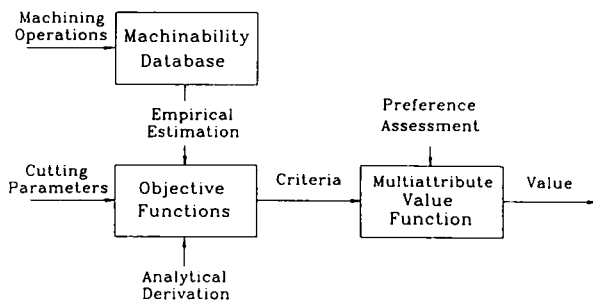 Machining
Operations
Machinability
Database
Empirical
Estimation
Preference
Assessment
Cutting
Parameters
Objective
Functions
Criteria
Multiattribute
Value
Function
Value
Analytical
Derivation